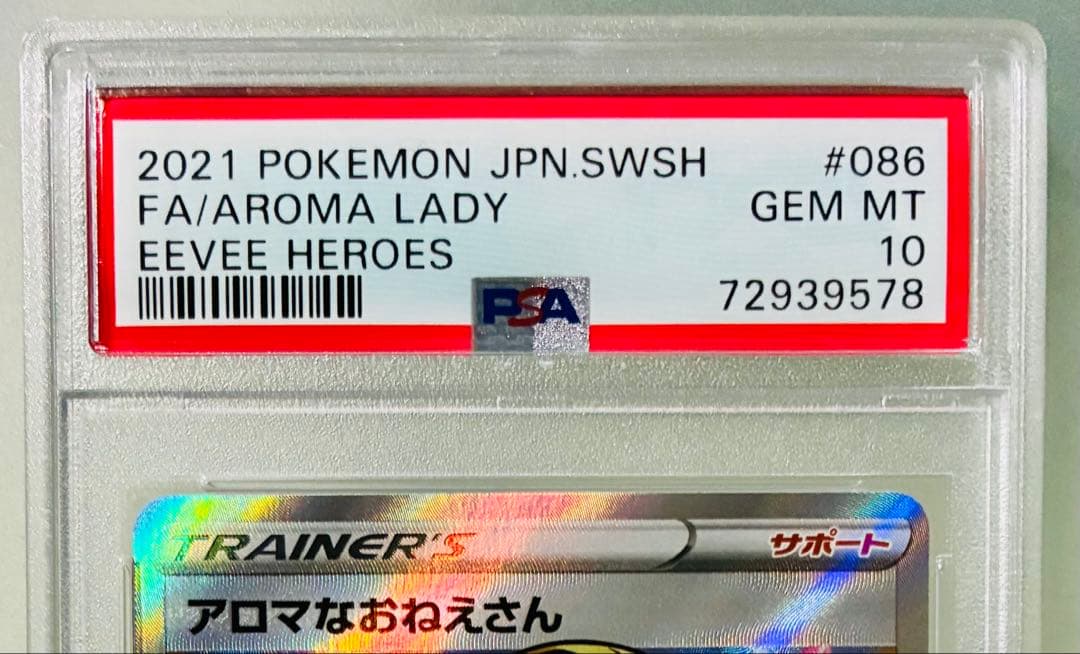 2021 POKEMON JPN.SWSH #086
FA/AROMA LADY GEM MT
EEVEE HEROES 10
72939578
PSA
TRAINER'S サポート
アロマなおねえさん